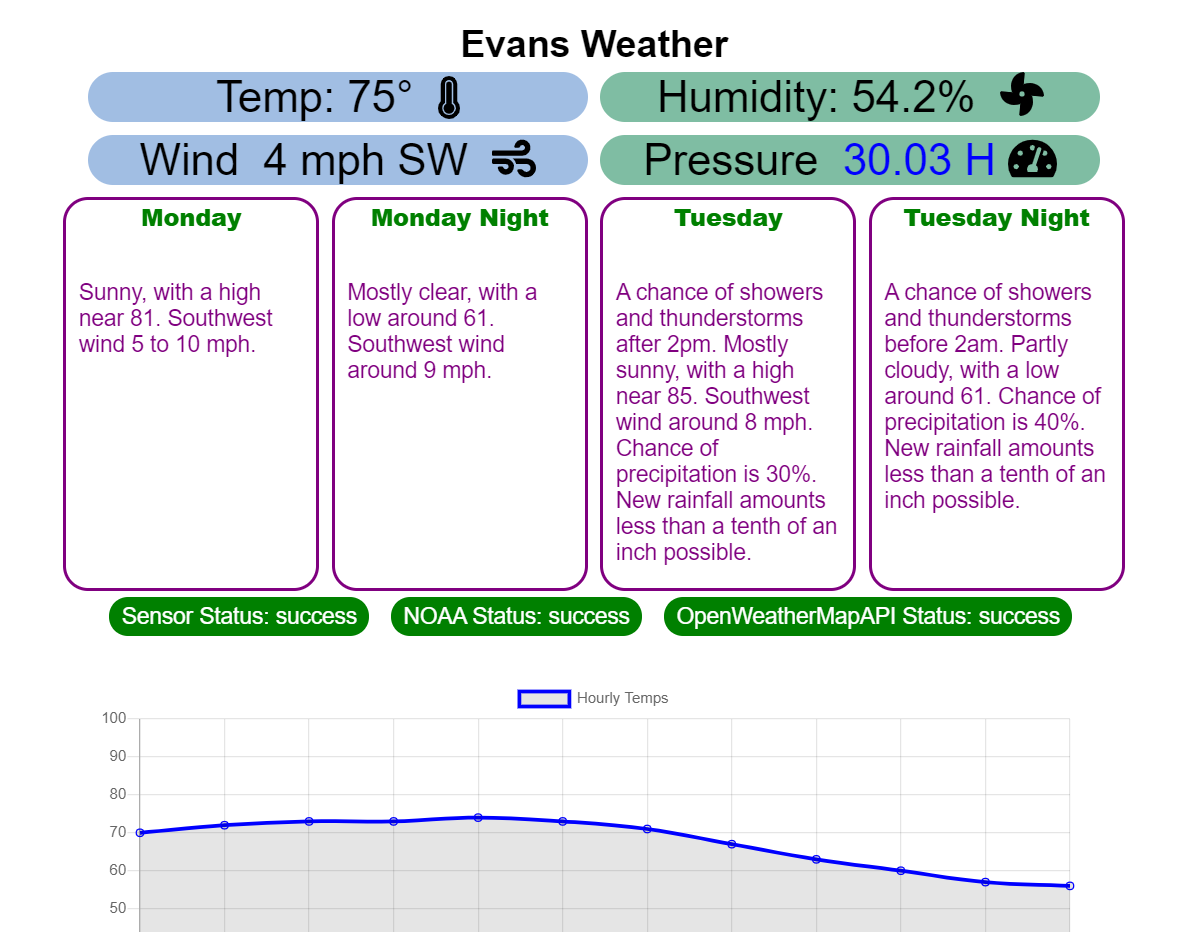 Evans Weather
Temp: 75°
Humidity: 54.2%
Wind 4 mph SW
Pressure 30.03 H
Monday
Sunny, with a high
near 81. Southwest
wind 5 to 10 mph.
Monday Night
Mostly clear, with a
low around 61.
Southwest wind
around 9 mph.
Tuesday
A chance of showers
and thunderstorms
after 2pm. Mostly
sunny, with a high
near 85. Southwest
wind around 8 mph.
Chance of
precipitation is 30%.
New rainfall amounts
less than a tenth of an
inch possible.
Tuesday Night
A chance of showers
and thunderstorms
before 2am. Partly
cloudy, with a low
around 61. Chance of
precipitation is 40%.
New rainfall amounts
less than a tenth of an
inch possible.
Sensor Status: success
NOAA Status: success
OpenWeatherMapAPI Status: success
Hourly Temps
100
90
80
70
60
50